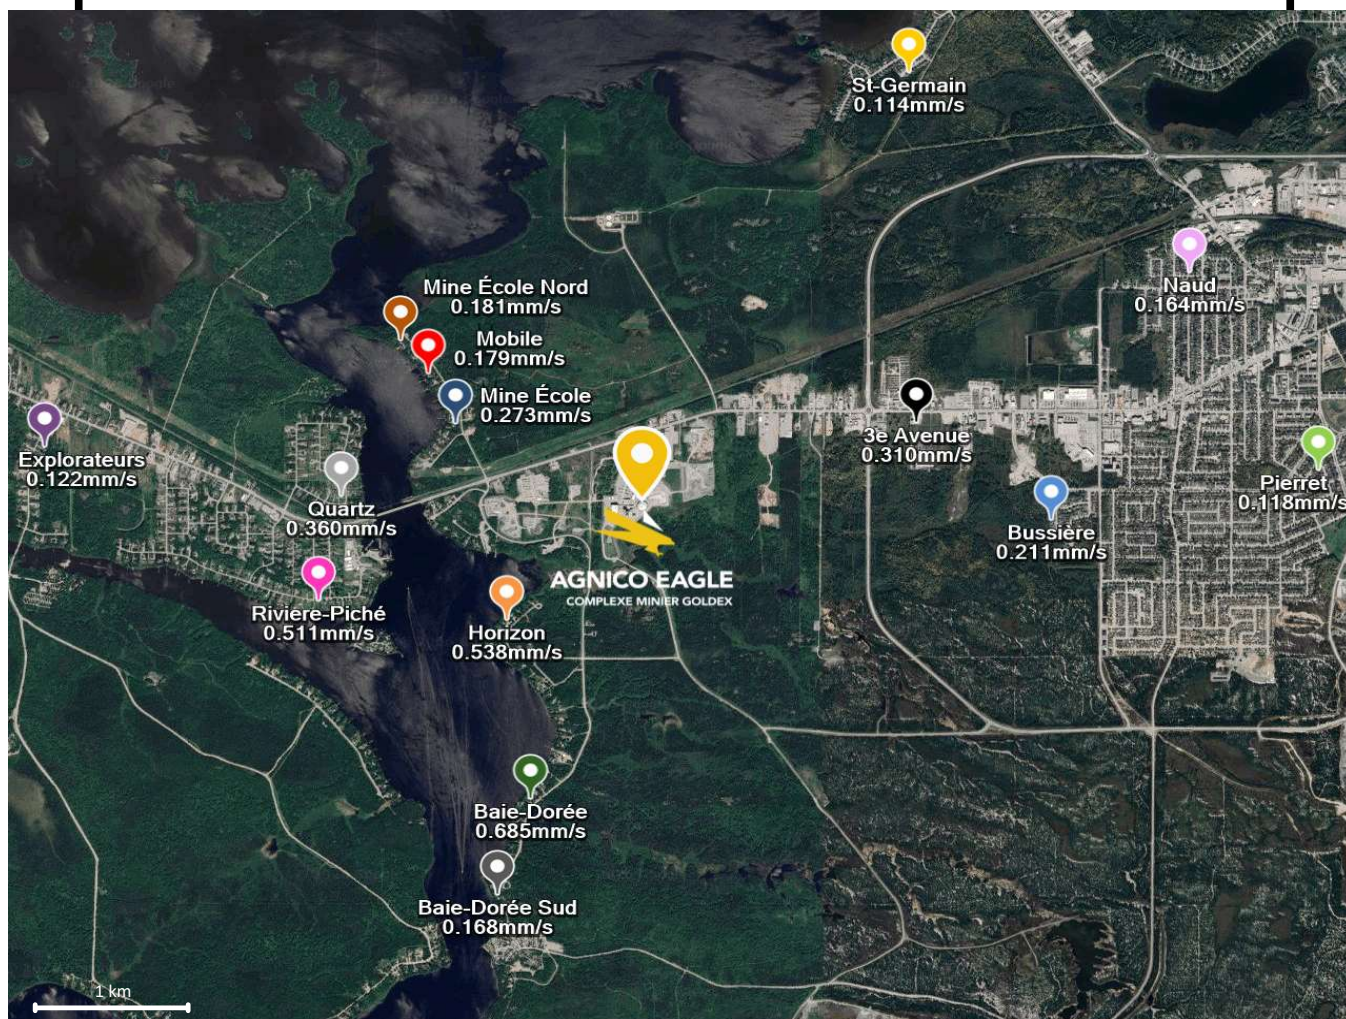 St-Germain
0.114mm/s
Naud
0.164mm/s
Mine École Nord
0.181mm/s
Mobile
0.179mm/s
Mine École
0.273mm/s
3e Avenue
0.310mm/s
Explorateurs
0.122mm/s
Quartz
0.360mm/s
Pierret
0.118mm/s
Bussière
0.211mm/s
AGNICO EAGLE
COMPLEXE MINIER GOLDEX
Riviere-Piché
0.511mm/s
Horizon
0.538mm/s
Baie-Dorée
0.685mm/s
Baie-Dorée Sud
0.168mm/s
1 km